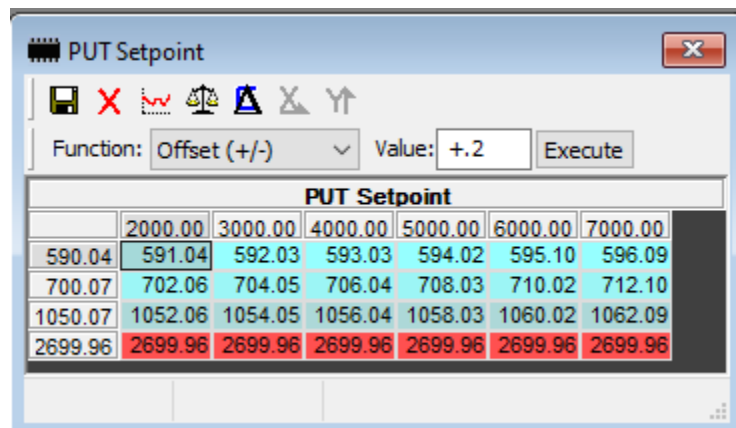 PUT Setpoint
Function: Offset (+/-) Value: +.2 Execute
PUT Setpoint
2000.00 3000.00 4000.00 5000.00 6000.00 7000.00
590.04 591.04 592.03 593.03 594.02 595.10 596.09
700.07 702.06 704.05 706.04 708.03 710.02 712.10
1050.07 1052.06 1054.05 1056.04 1058.03 1060.02 1062.09
2699.96 2699.96 2699.96 2699.96 2699.96 2699.96 2699.96